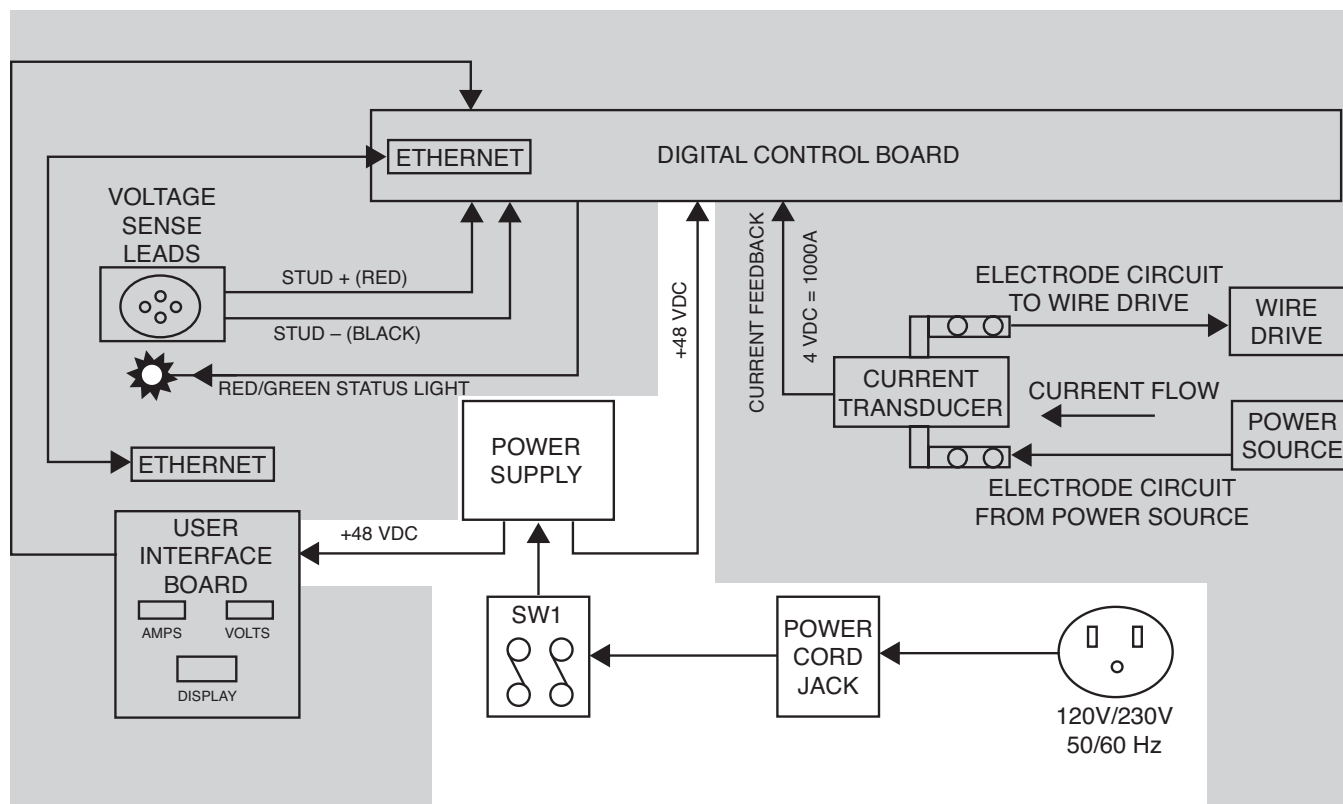 ETHERNET
DIGITAL CONTROL BOARD
VOLTAGE
SENSE
LEADS
STUD + (RED)
STUD – (BLACK)
RED/GREEN STATUS LIGHT
ETHERNET
+48 VDC
CURRENT FEEDBACK
4 VDC = 1000A
ELECTRODE CIRCUIT
TO WIRE DRIVE
WIRE
DRIVE
CURRENT
TRANSDUCER
CURRENT FLOW
POWER
SOURCE
ELECTRODE CIRCUIT
FROM POWER SOURCE
POWER
SUPPLY
+48 VDC
USER
INTERFACE
BOARD
AMPS
VOLTS
DISPLAY
SW1
POWER
CORD
JACK
120V/230V
50/60 Hz